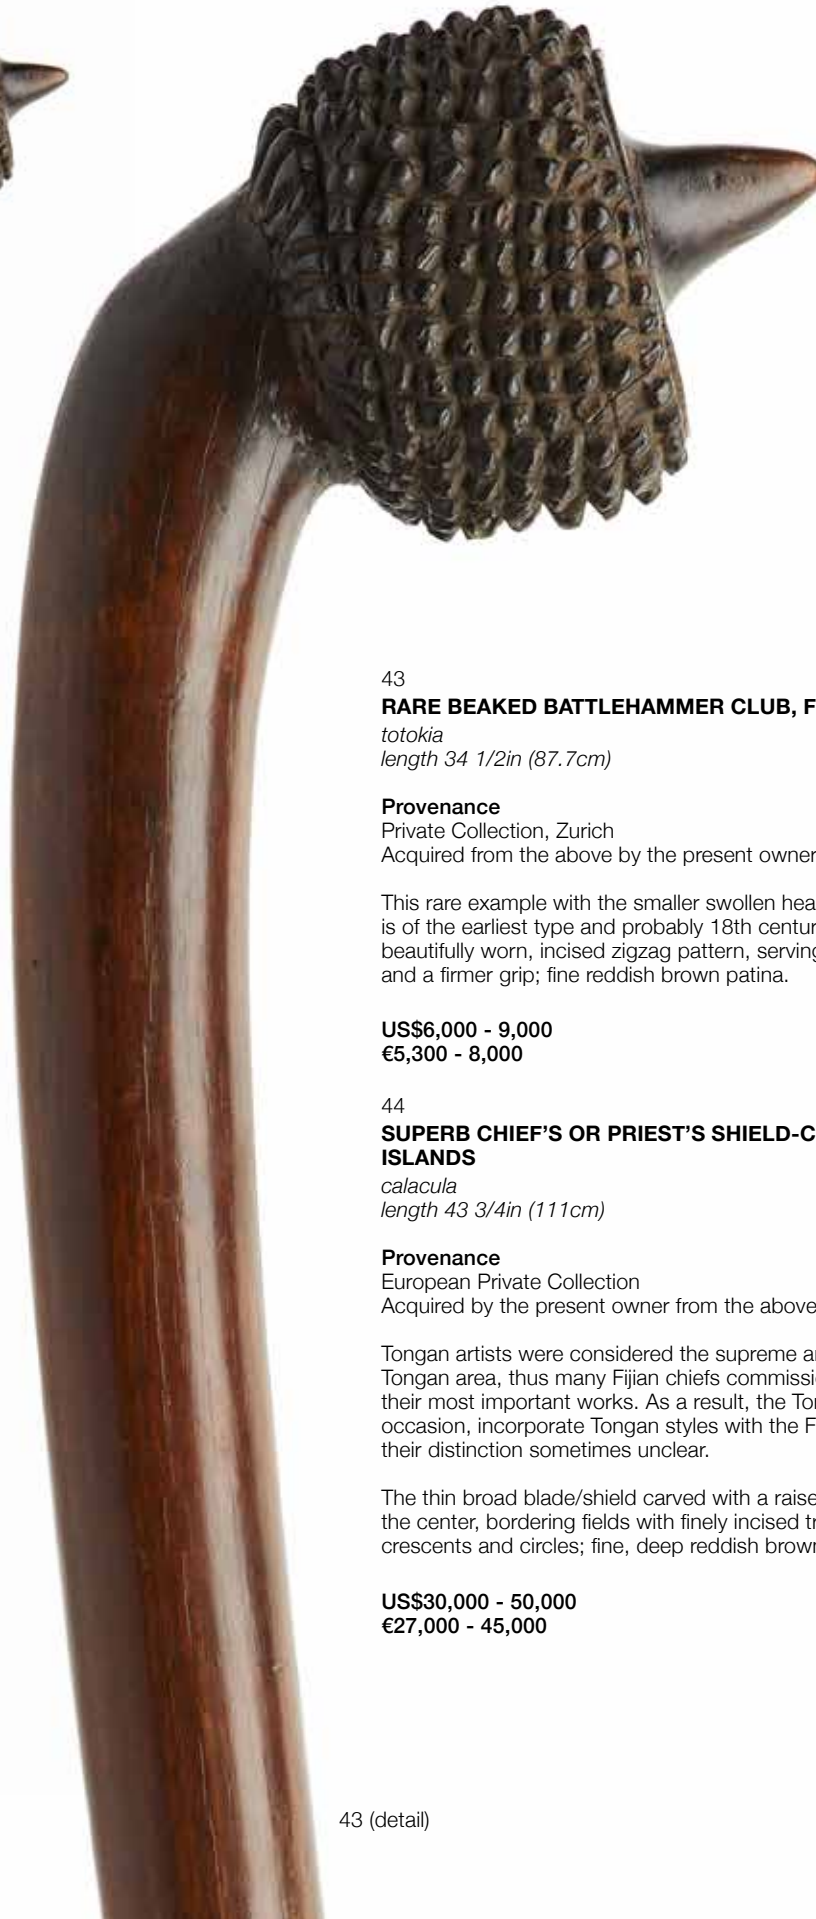 43
RARE BEAKED BATTLEHAMMER CLUB, F
totokia
length 34 1/2in (87.7cm)
Provenance
Private Collection, Zurich
Acquired from the above by the present owner
This rare example with the smaller swollen hea
is of the earliest type and probably 18th centur
beautifully worn, incised zigzag pattern, serving
and a firmer grip; fine reddish brown patina.
US$6,000 - 9,000
€5,300 - 8,000
44
SUPERB CHIEF'S OR PRIEST'S SHIELD-C
ISLANDS
calacula
length 43 3/4in (111cm)
Provenance
European Private Collection
Acquired by the present owner from the above
Tongan artists were considered the supreme ar
Tongan area, thus many Fijian chiefs commissi
their most important works. As a result, the Ton
occasion, incorporate Tongan styles with the F
their distinction sometimes unclear.
The thin broad blade/shield carved with a raise
the center, bordering fields with finely incised tr
crescents and circles; fine, deep reddish brown
US$30,000 - 50,000
€27,000 - 45,000
43 (detail)